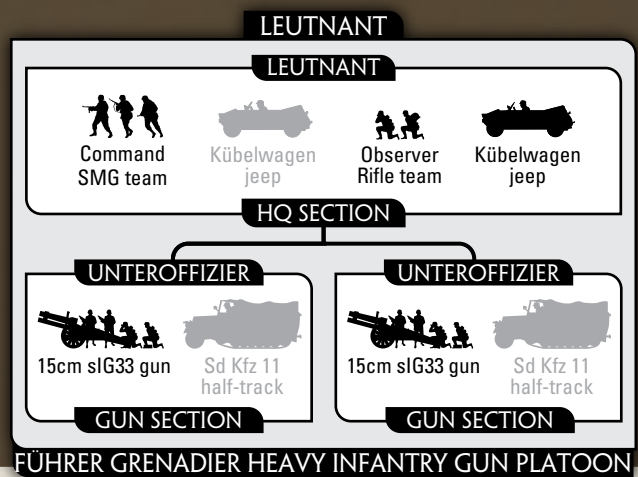 LEUTNANT
LEUTNANT
Command
SMG team
Kübelwagen
jeep
Observer
Rifle team
Kübelwagen
jeep
HQ SECTION
UNTEROFFIZIER
15cm sIG33 gun
Sd Kfz 11
half-track
GUN SECTION
UNTEROFFIZIER
15cm sIG33 gun
Sd Kfz 11
half-track
GUN SECTION
FÜHRER GRENADIER HEAVY INFANTRY GUN PLATOON